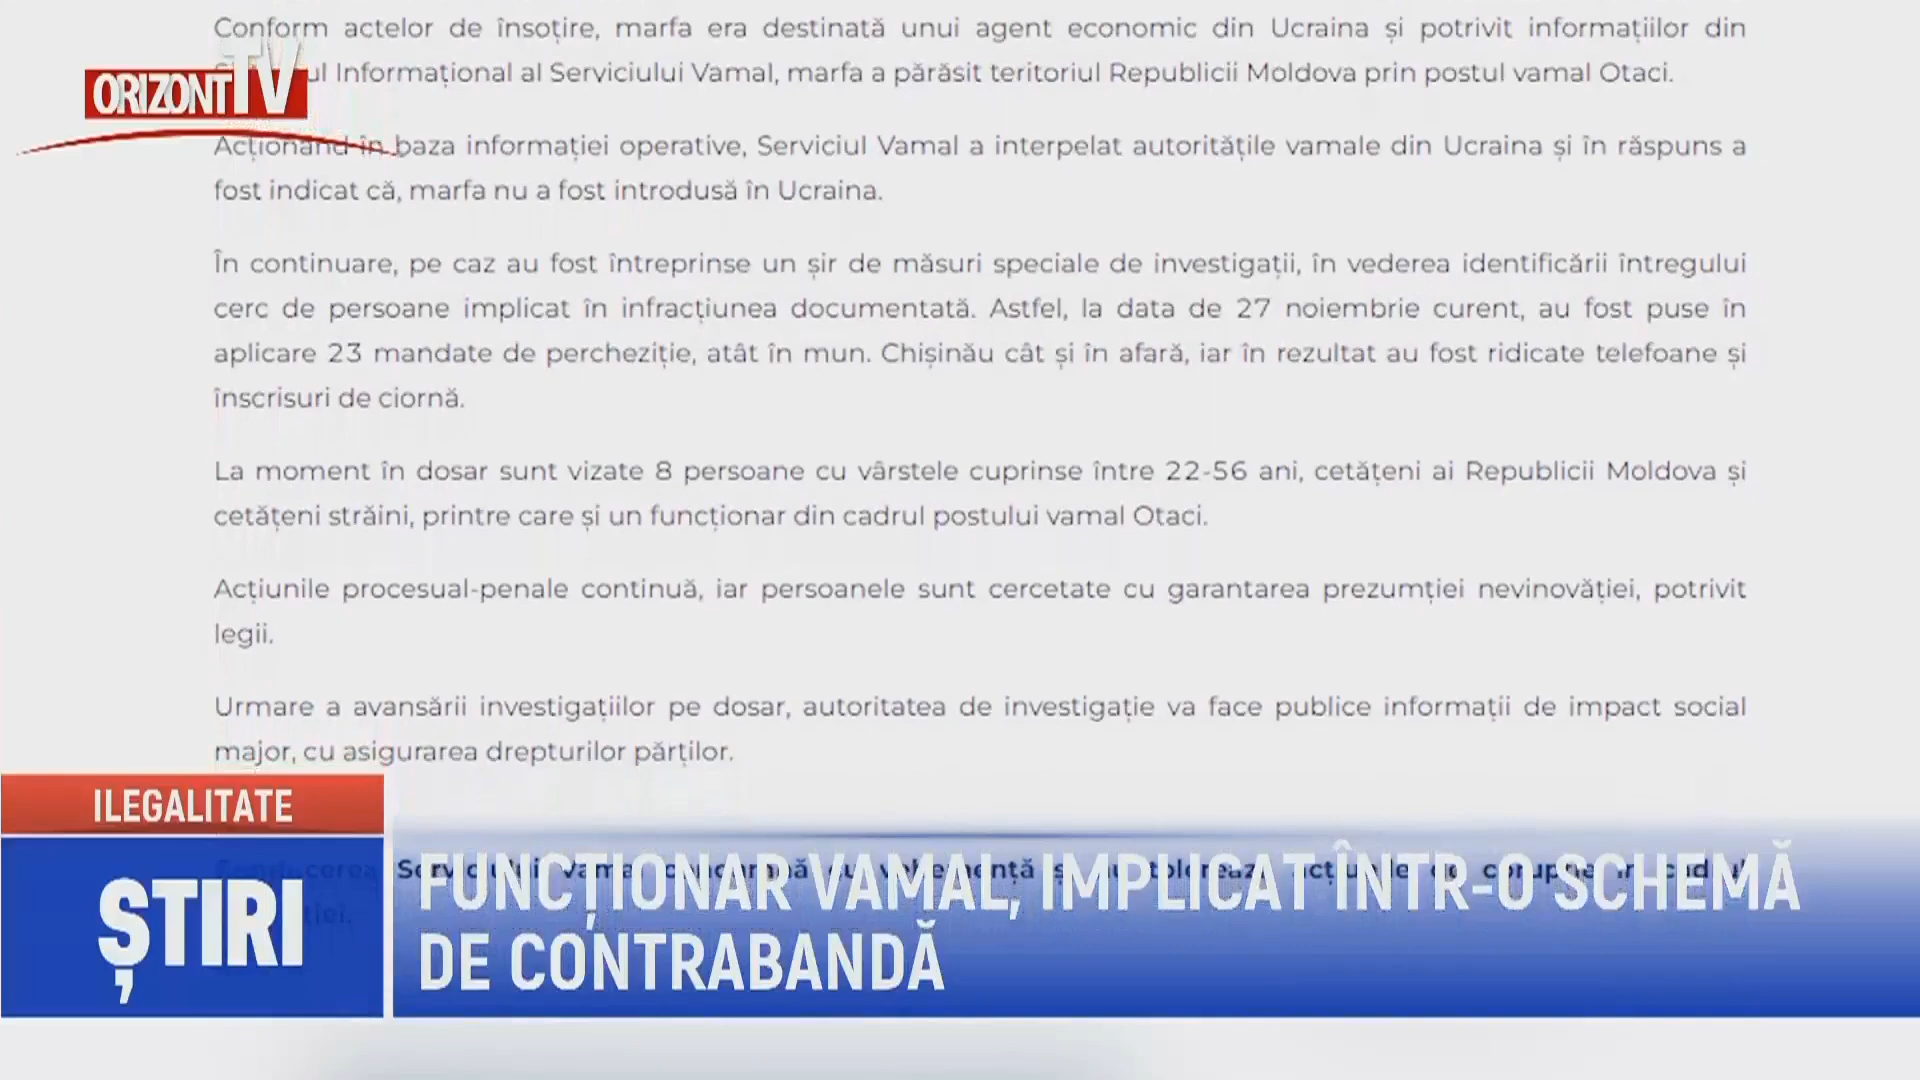 Conform actelor de însoțire, marfa era destinată unui agent economic din Ucraina și potrivit informațiilor din
Informațional al Serviciului Vamal, marfa a părăsit teritoriul Republicii Moldova prin postul vamal Otaci.
ORIZONT TV
Acționând în baza informației operative, Serviciul Vamal a interpelat autoritățile vamale din Ucraina și în răspuns a
fost indicat că, marfa nu a fost introdusă în Ucraina.
În continuare, pe caz au fost întreprinse un șir de măsuri speciale de investigații, în vederea identificării întregului
cerc de persoane implicat în infracțiunea documentată. Astfel, la data de 27 noiembrie curent, au fost puse în
aplicare 23 mandate de percheziție, atât în mun. Chișinău cât și în afară, iar în rezultat au fost ridicate telefoane și
înscrisuri de ciornă.
La moment în dosar sunt vizate 8 persoane cu vârstele cuprinse între 22-56 ani, cetățeni ai Republicii Moldova și
cetățeni străini, printre care și un funcționar din cadrul postului vamal Otaci.
Acțiunile procesual-penale continuă, iar persoanele sunt cercetate cu garantarea prezumției nevinovăției, potrivit
legii.
Urmare a avansării investigațiilor pe dosar, autoritatea de investigație va face publice informații de impact social
major, cu asigurarea drepturilor părților.
ILEGALITATE
ȘTIRI
FUNCȚIONAR VAMAL, IMPLICAT ÎNTR-O SCHEMĂ
DE CONTRABANDĂ